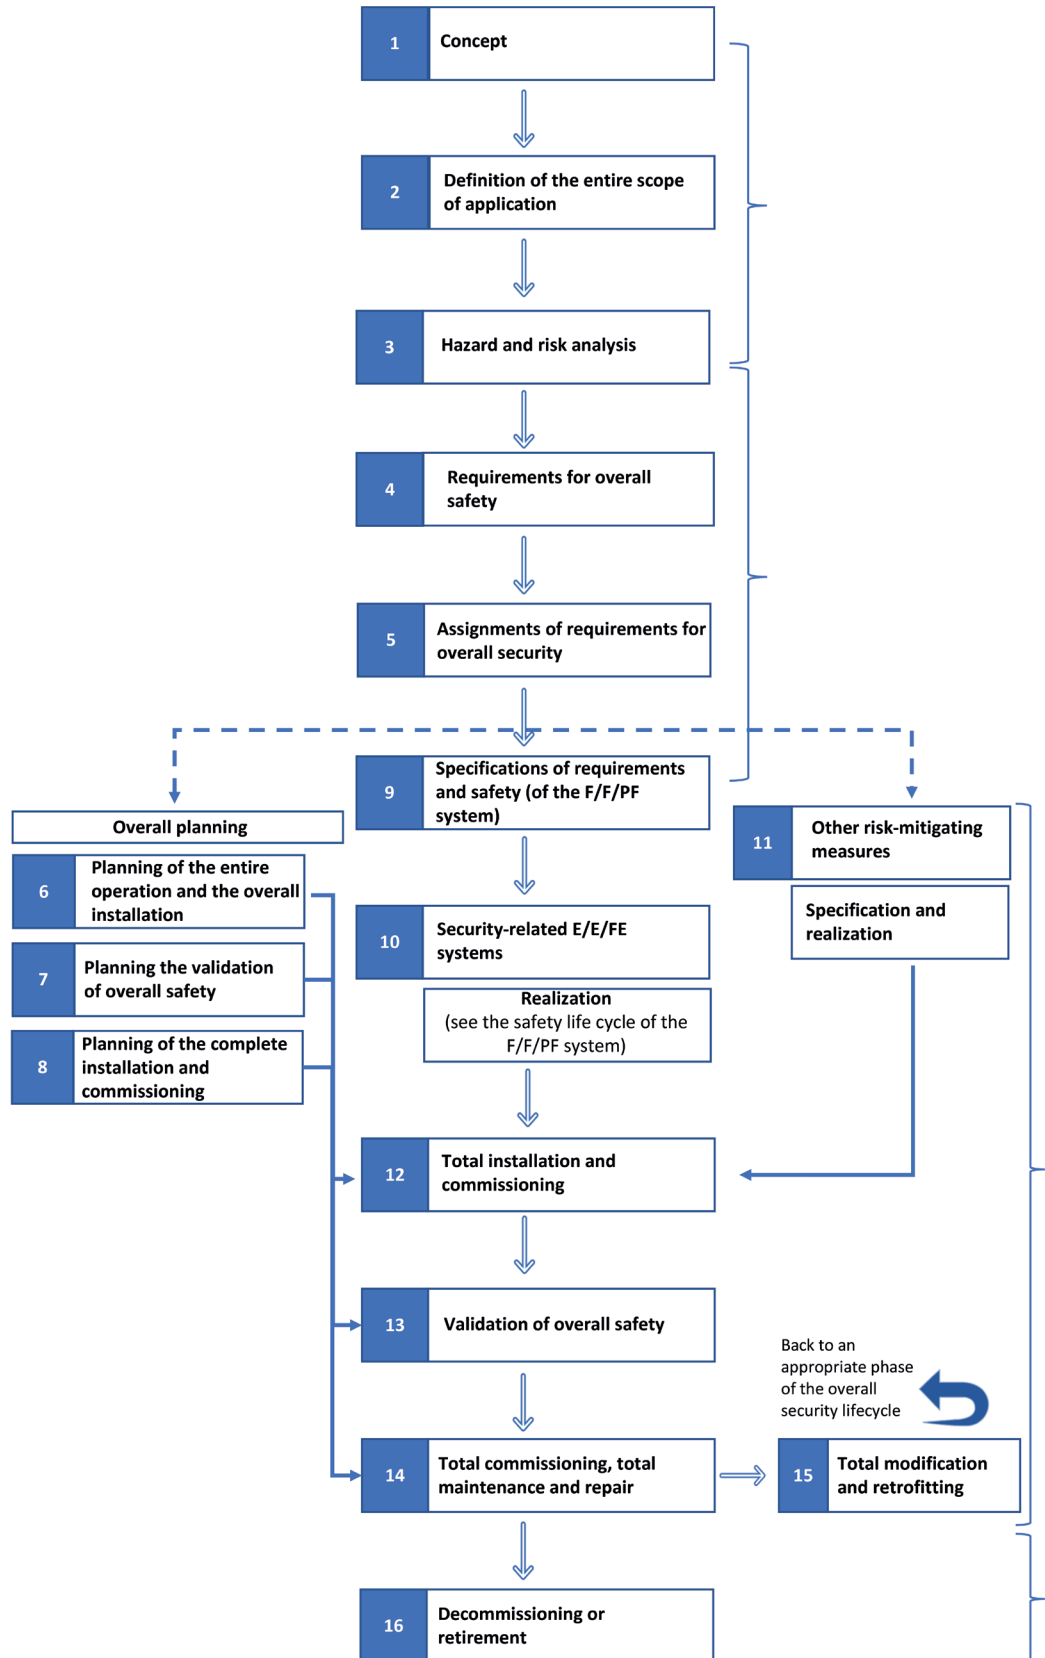 1
Concept
2
Definition of the entire scope
of application
3
Hazard and risk analysis
4
Requirements for overall
safety
5
Assignments of requirements for
overall security
9
Specifications of requirements
and safety (of the F/F/PF
system)
Overall planning
6
Planning of the entire
operation and the overall
installation
7
Planning the validation
of overall safety
8
Planning of the complete
installation and
commissioning
10
Security-related E/E/FE
systems
Realization
(see the safety life cycle of the
F/F/PF system)
11
Other risk-mitigating
measures
Specification and
realization
12
Total installation and
commissioning
13
Validation of overall safety
Back to an
appropriate phase
of the overall
security lifecycle
14
Total commissioning, total
maintenance and repair
15
Total modification
and retrofitting
16
Decommissioning or
retirement